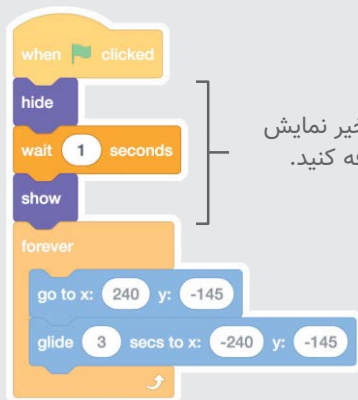 when clicked
hide
wait 1 seconds
show
forever
go to x: 240 y: -145
glide 3 secs to x: -240 y: -145
نمایش
کنید.